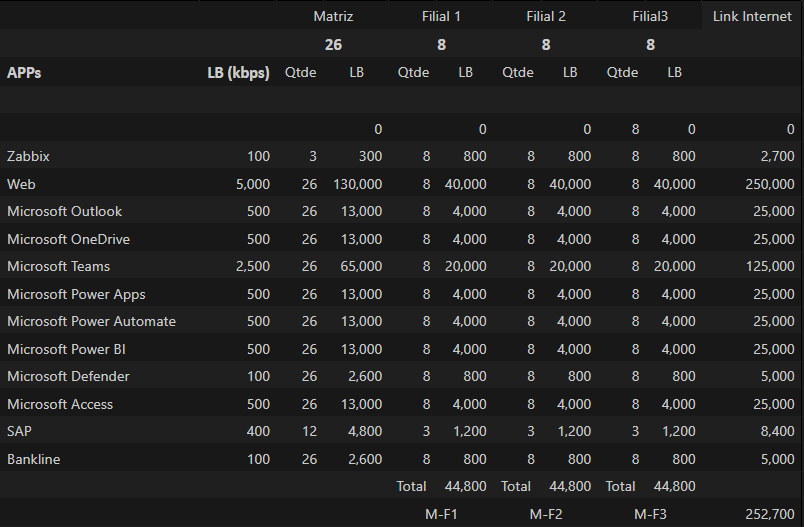 Matriz Filial 1 Filial 2 Filial3 Link Internet
26 8 8 8
APPs LB (kbps) Qtde LB Qtde LB Qtde LB Qtde LB
0 0 0 8 0 0
Zabbix 100 3 300 8 800 8 800 8 800 2,700
Web 5,000 26 130,000 8 40,000 8 40,000 8 40,000 250,000
Microsoft Outlook 500 26 13,000 8 4,000 8 4,000 8 4,000 25,000
Microsoft OneDrive 500 26 13,000 8 4,000 8 4,000 8 4,000 25,000
Microsoft Teams 2,500 26 65,000 8 20,000 8 20,000 8 20,000 125,000
Microsoft Power Apps 500 26 13,000 8 4,000 8 4,000 8 4,000 25,000
Microsoft Power Automate 500 26 13,000 8 4,000 8 4,000 8 4,000 25,000
Microsoft Power BI 500 26 13,000 8 4,000 8 4,000 8 4,000 25,000
Microsoft Defender 100 26 2,600 8 800 8 800 8 800 5,000
Microsoft Access 500 26 13,000 8 4,000 8 4,000 8 4,000 25,000
SAP 400 12 4,800 3 1,200 3 1,200 3 1,200 8,400
Bankline 100 26 2,600 8 800 8 800 8 800 5,000
Total 44,800 Total 44,800 Total 44,800
M-F1 M-F2 M-F3 252,700